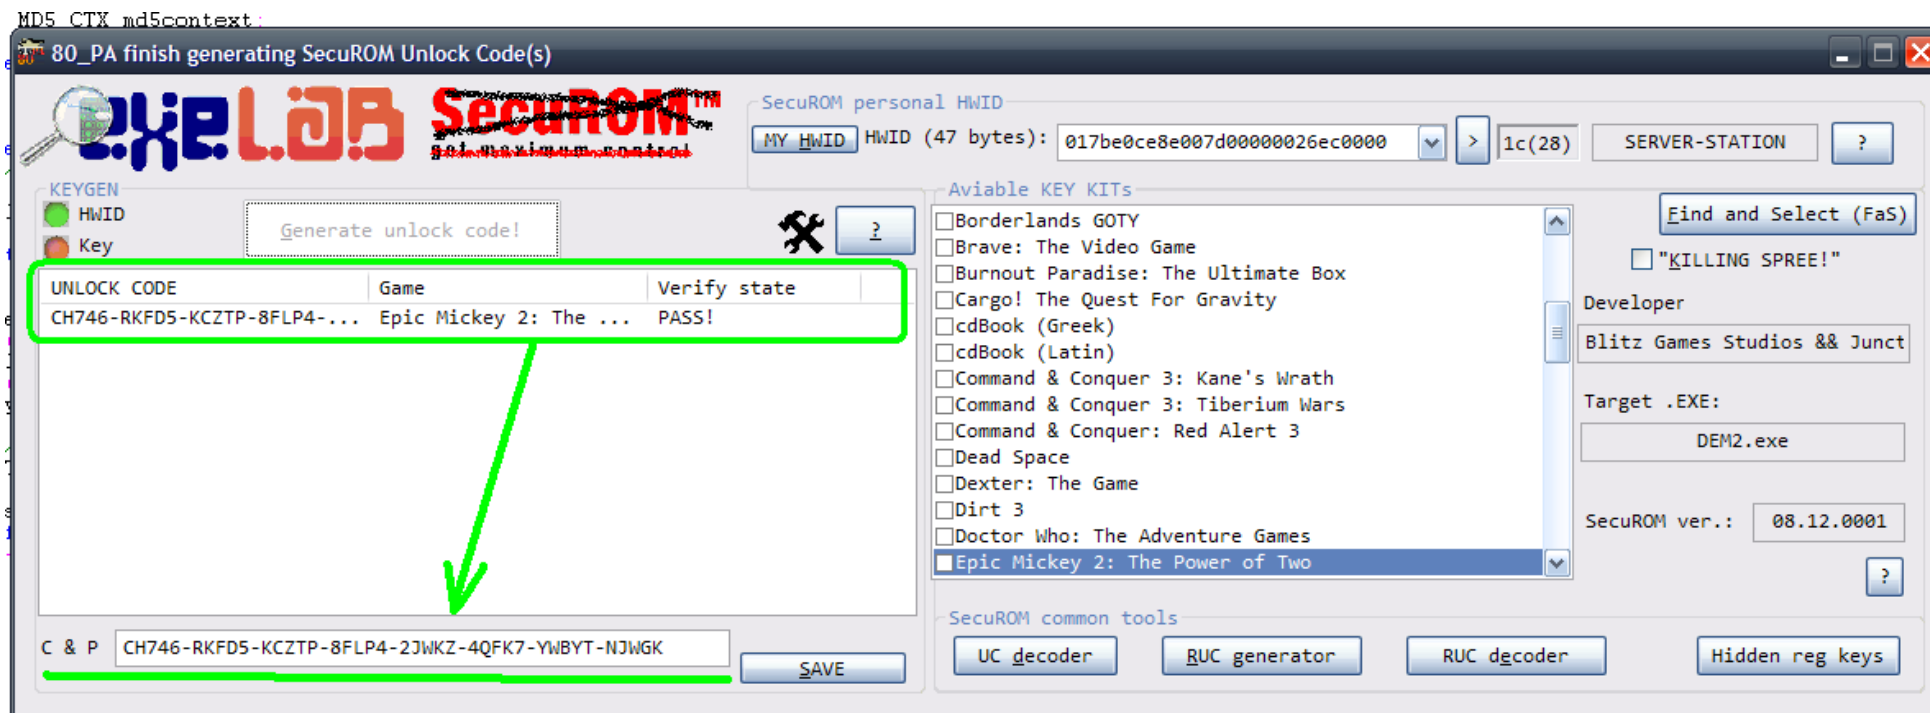 MD5_CTX md5context;
80_PA finish generating SecuROM Unlock Code(s)
exeLAB
SecuROM™
SecuROM personal HWID
MY HWID HWID (47 bytes): 017be0ce8e007d00000026ec0000 > 1c(28) SERVER-STATION ?
KEYGEN
HWID
Key
Generate unlock code!
?
UNLOCK CODE Game Verify state
CH746-RKFD5-KCZTP-8FLP4-... Epic Mickey 2: The ... PASS!
C & P CH746-RKFD5-KCZTP-8FLP4-2JWKZ-4QFK7-YWBYT-NJWGK
SAVE
Aviable KEY KITs
Borderlands GOTY
Brave: The Video Game
Burnout Paradise: The Ultimate Box
Cargo! The Quest For Gravity
cdBook (Greek)
cdBook (Latin)
Command & Conquer 3: Kane's Wrath
Command & Conquer 3: Tiberium Wars
Command & Conquer: Red Alert 3
Dead Space
Dexter: The Game
Dirt 3
Doctor Who: The Adventure Games
Epic Mickey 2: The Power of Two
Find and Select (FaS)
"KILLING SPREE!"
Developer
Blitz Games Studios && Junct
Target .EXE:
DEM2.exe
SecuROM ver.: 08.12.0001
?
SecuROM common tools
UC decoder RUC generator RUC decoder Hidden reg keys